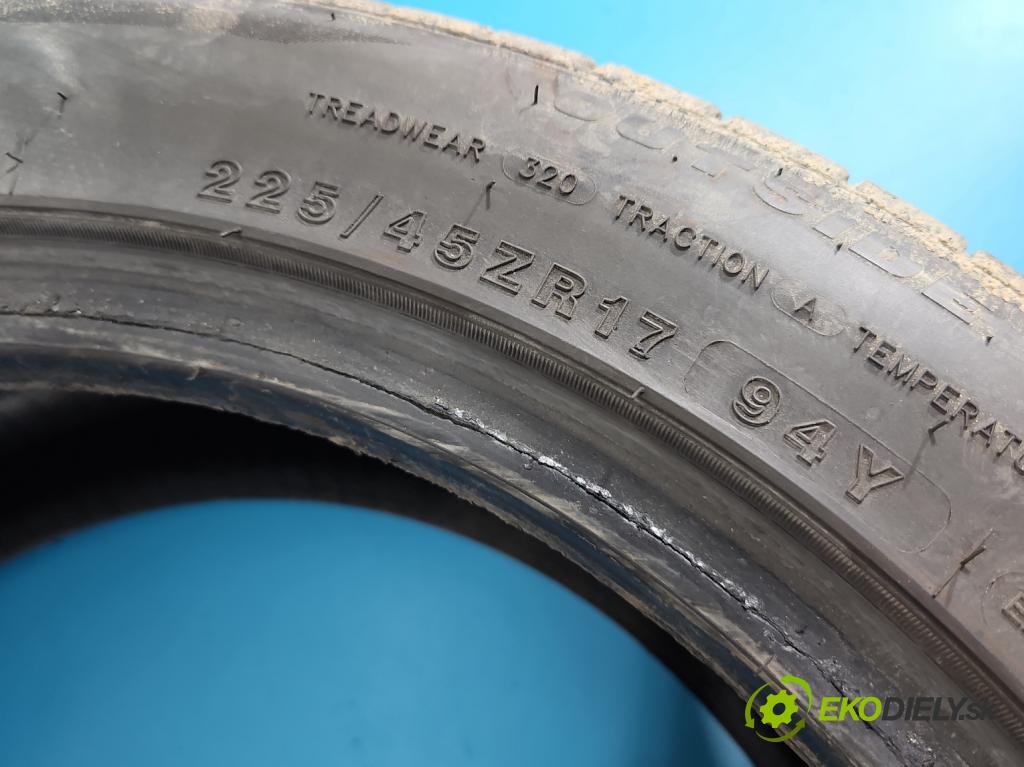 OUTSIDE
TREADWEAR 320 TRACTION A TEMPERATU
225/45ZR17 94Y
E
EKODIELY.SK